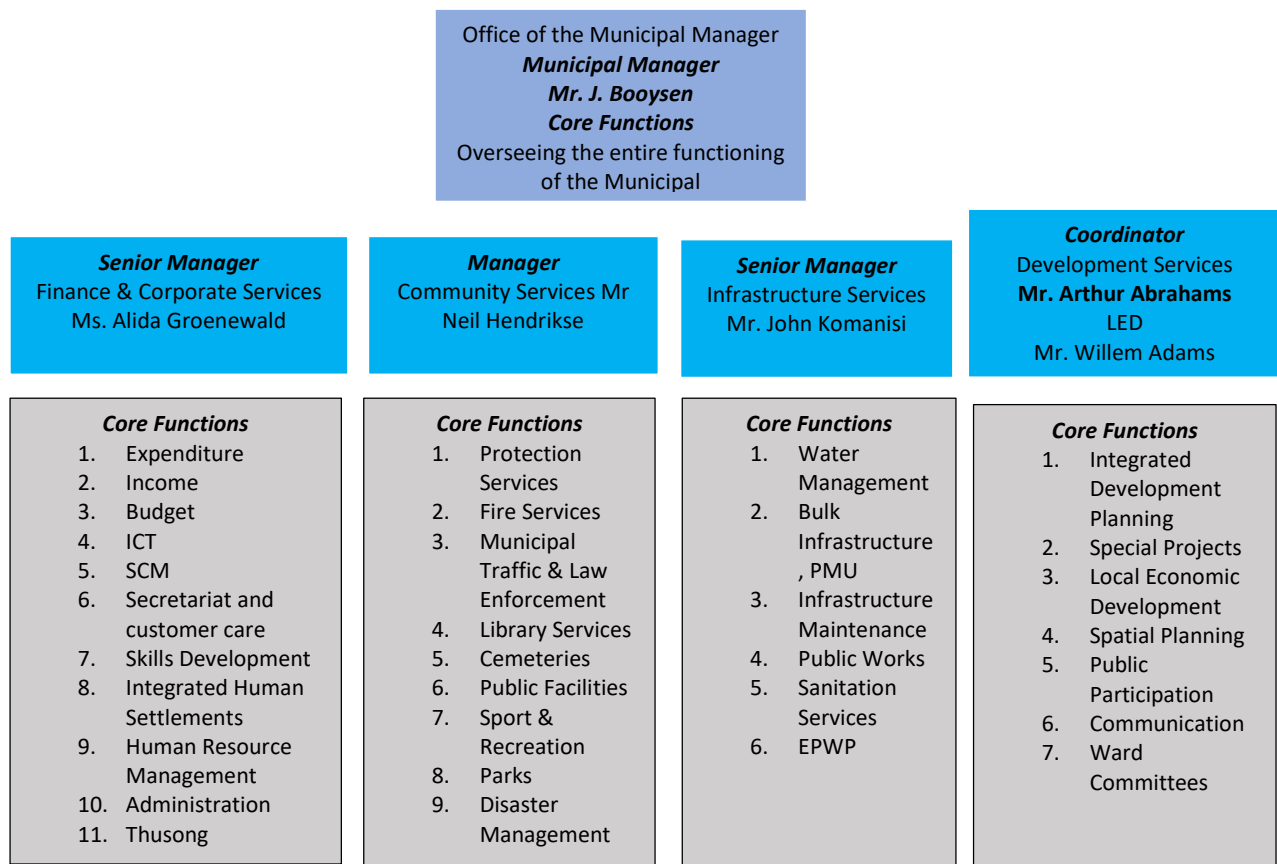 Office of the Municipal Manager
Municipal Manager
Mr. J. Booysen
Core Functions
Overseeing the entire functioning
of the Municipal
Senior Manager
Finance & Corporate Services
Ms. Alida Groenewald
Manager
Community Services Mr
Neil Hendrikse
Senior Manager
Infrastructure Services
Mr. John Komanisi
Coordinator
Development Services
Mr. Arthur Abrahams
LED
Mr. Willem Adams
Core Functions
1. Expenditure
2. Income
3. Budget
4. ICT
5. SCM
6. Secretariat and
customer care
7. Skills Development
8. Integrated Human
Settlements
9. Human Resource
Management
10. Administration
11. Thusong
Core Functions
1. Protection
Services
2. Fire Services
3. Municipal
Traffic & Law
Enforcement
4. Library Services
5. Cemeteries
6. Public Facilities
7. Sport &
Recreation
8. Parks
9. Disaster
Management
Core Functions
1. Water
Management
2. Bulk
Infrastructure
, PMU
3. Infrastructure
Maintenance
4. Public Works
5. Sanitation
Services
6. EPWP
Core Functions
1. Integrated
Development
Planning
2. Special Projects
3. Local Economic
Development
4. Spatial Planning
5. Public
Participation
6. Communication
7. Ward
Committees